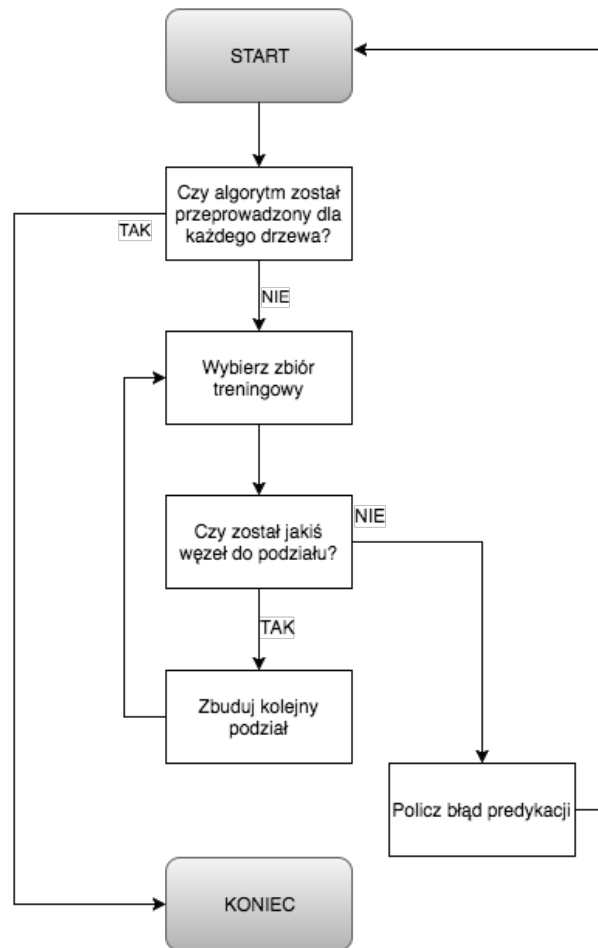 START
Czy algorytm został
przeprowadzony dla
każdego drzewa?
TAK
NIE
Wybierz zbiór
treningowy
Czy został jakiś
węzeł do podziału?
NIE
TAK
Zbuduj kolejny
podział
Policz błąd predykacji
KONIEC